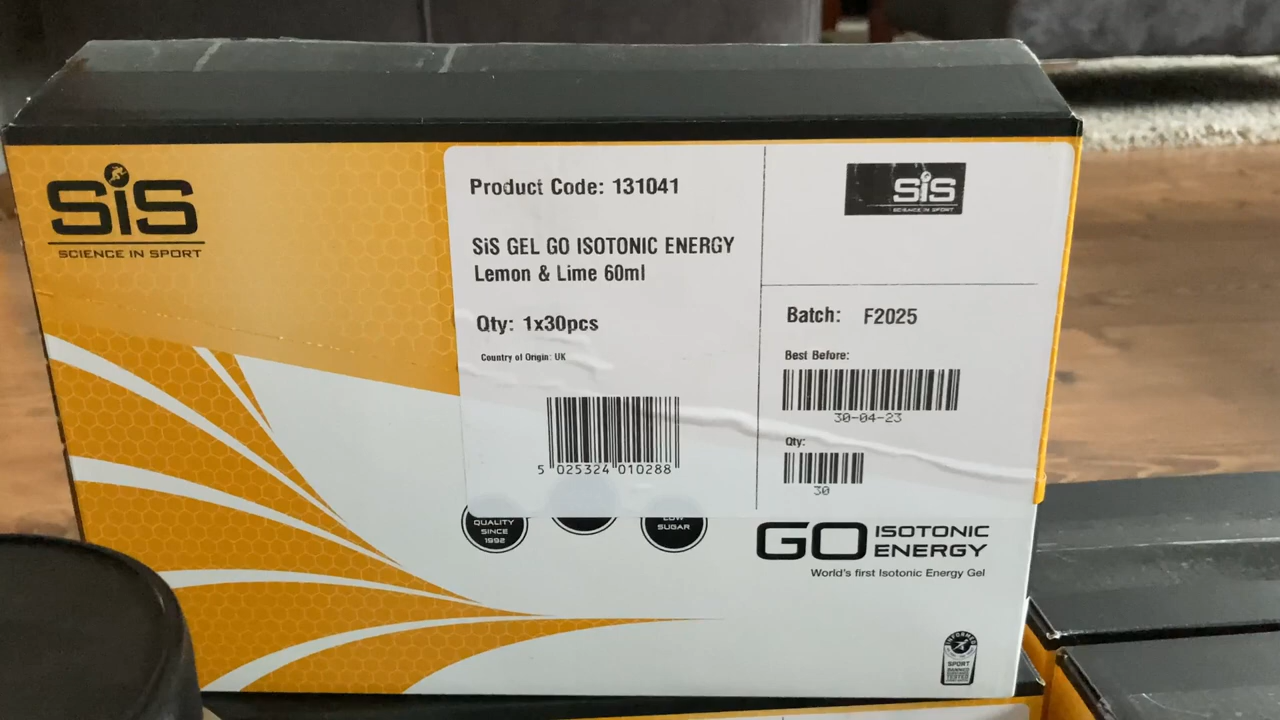 SiS
SCIENCE IN SPORT
Product Code: 131041
SiS GEL GO ISOTONIC ENERGY
Lemon & Lime 60ml
Qty: 1x30pcs
Country of Origin: UK
5 025324 010288
SiS
SCIENCE IN SPORT
Batch: F2025
Best Before:
30-04-23
Qty:
30
QUALITY
SINCE
1992
LOW
SUGAR
GO ISOTONIC
ENERGY
World's first Isotonic Energy Gel
INFORMED
SPORT